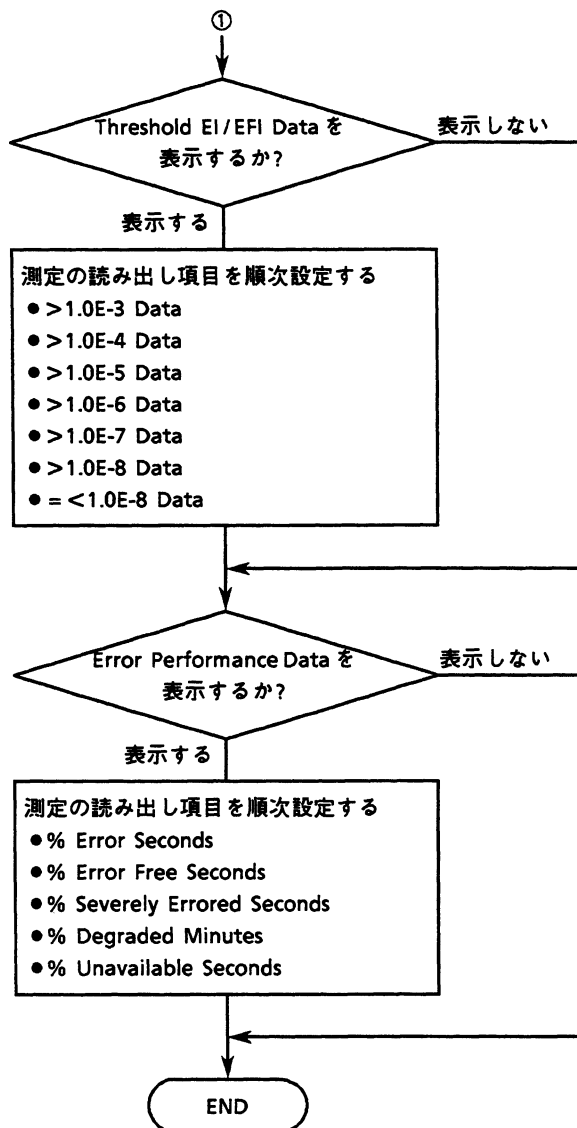 ①
Threshold EI/EFI Data を
表示するか?
表示しない
表示する
測定の読み出し項目を順次設定する
●>1.0E-3 Data
●>1.0E-4 Data
●>1.0E-5 Data
●>1.0E-6 Data
●>1.0E-7 Data
●>1.0E-8 Data
●=<1.0E-8 Data
Error Performance Data を
表示するか?
表示しない
表示する
測定の読み出し項目を順次設定する
●% Error Seconds
●% Error Free Seconds
●% Severely Errored Seconds
●% Degraded Minutes
●% Unavailable Seconds
END